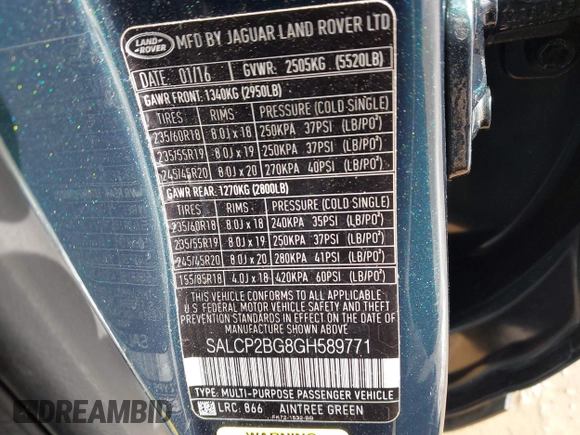 LAND-
ROVER
MFD BY JAGUAR LAND ROVER LTD
DATE 01/16 GVWR: 2505KG (5520LB)
GAWR FRONT: 1340KG (2950LB)
TIRES RIMS PRESSURE (COLD SINGLE)
235/60R18 8.0J x 18 250KPA 37PSI (LB/PO²)
235/55R19 8.0J x 19 250KPA 37PSI (LB/PO²)
245/45R20 8.0J x 20 270KPA 40PSI (LB/PO²)
GAWR REAR: 1270KG (2800LB)
TIRES RIMS PRESSURE (COLD SINGLE)
235/60R18 8.0J x 18 240KPA 35PSI (LB/PO²)
235/55R19 8.0J x 19 250KPA 37PSI (LB/PO²)
245/45R20 8.0J x 20 280KPA 41PSI (LB/PO²)
155/85R18 4.0J x 18 420KPA 60PSI (LB/PO²)
THIS VEHICLE CONFORMS TO ALL APPLICABLE
U.S FEDERAL MOTOR VEHICLE SAFETY AND THEFT
PREVENTION STANDARDS IN EFFECT ON THE DATE
OF MANUFACTURE SHOWN ABOVE
SALCP2BG8GH589771
TYPE: MULTI-PURPOSE PASSENGER VEHICLE
LRC: 866 AINTREE GREEN
FK72-1532-BB
WARNING
DREAMBID